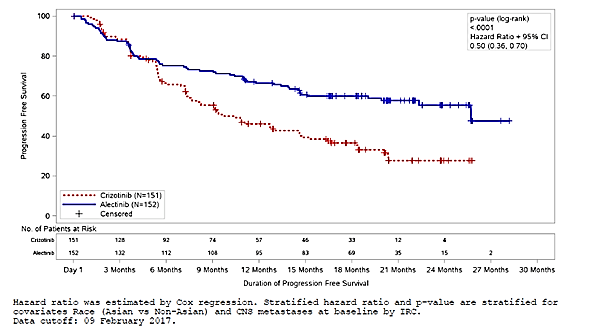 p-value (log-rank)
<.0001
Hazard Ratio + 95% CI
0.50 (0.36, 0.70)
100
80
60
40
20
0
Progression Free Survival
Crizotinib (N=151)
Alectinib (N=152)
+ Censored
No. of Patients at Risk
Crizotinib 151 128 92 74 57 46 33 12 4
Alectinib 152 132 112 108 95 83 69 35 15 2
Day 1 3 Months 6 Months 9 Months 12 Months 15 Months 18 Months 21 Months 24 Months 27 Months 30 Months
Duration of Progression Free Survival
Hazard ratio was estimated by Cox regression. Stratified hazard ratio and p-value are stratified for
covariates Race (Asian vs Non-Asian) and CNS metastases at baseline by IRC.
Data cutoff: 09 February 2017.